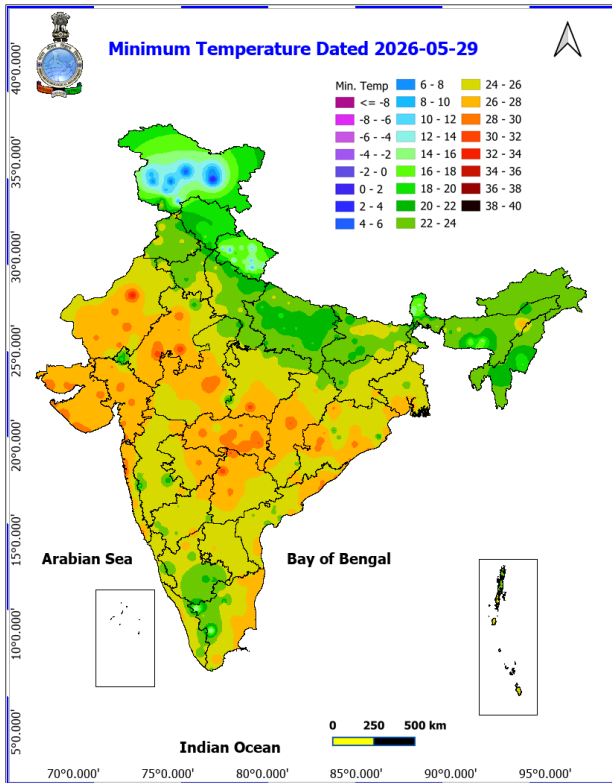 Minimum Temperature Dated 2026-05-29
Min. Temp
<= -8
-8 - -6
-6 - -4
-4 - -2
-2 - 0
0 - 2
2 - 4
4 - 6
6 - 8
8 - 10
10 - 12
12 - 14
14 - 16
16 - 18
18 - 20
20 - 22
22 - 24
24 - 26
26 - 28
28 - 30
30 - 32
32 - 34
34 - 36
36 - 38
38 - 40
40°0.000'
35°0.000'
30°0.000'
25°0.000'
20°0.000'
15°0.000'
10°0.000'
5°0.000'
Arabian Sea
Bay of Bengal
Indian Ocean
0 250 500 km
70°0.000' 75°0.000' 80°0.000' 85°0.000' 90°0.000' 95°0.000'